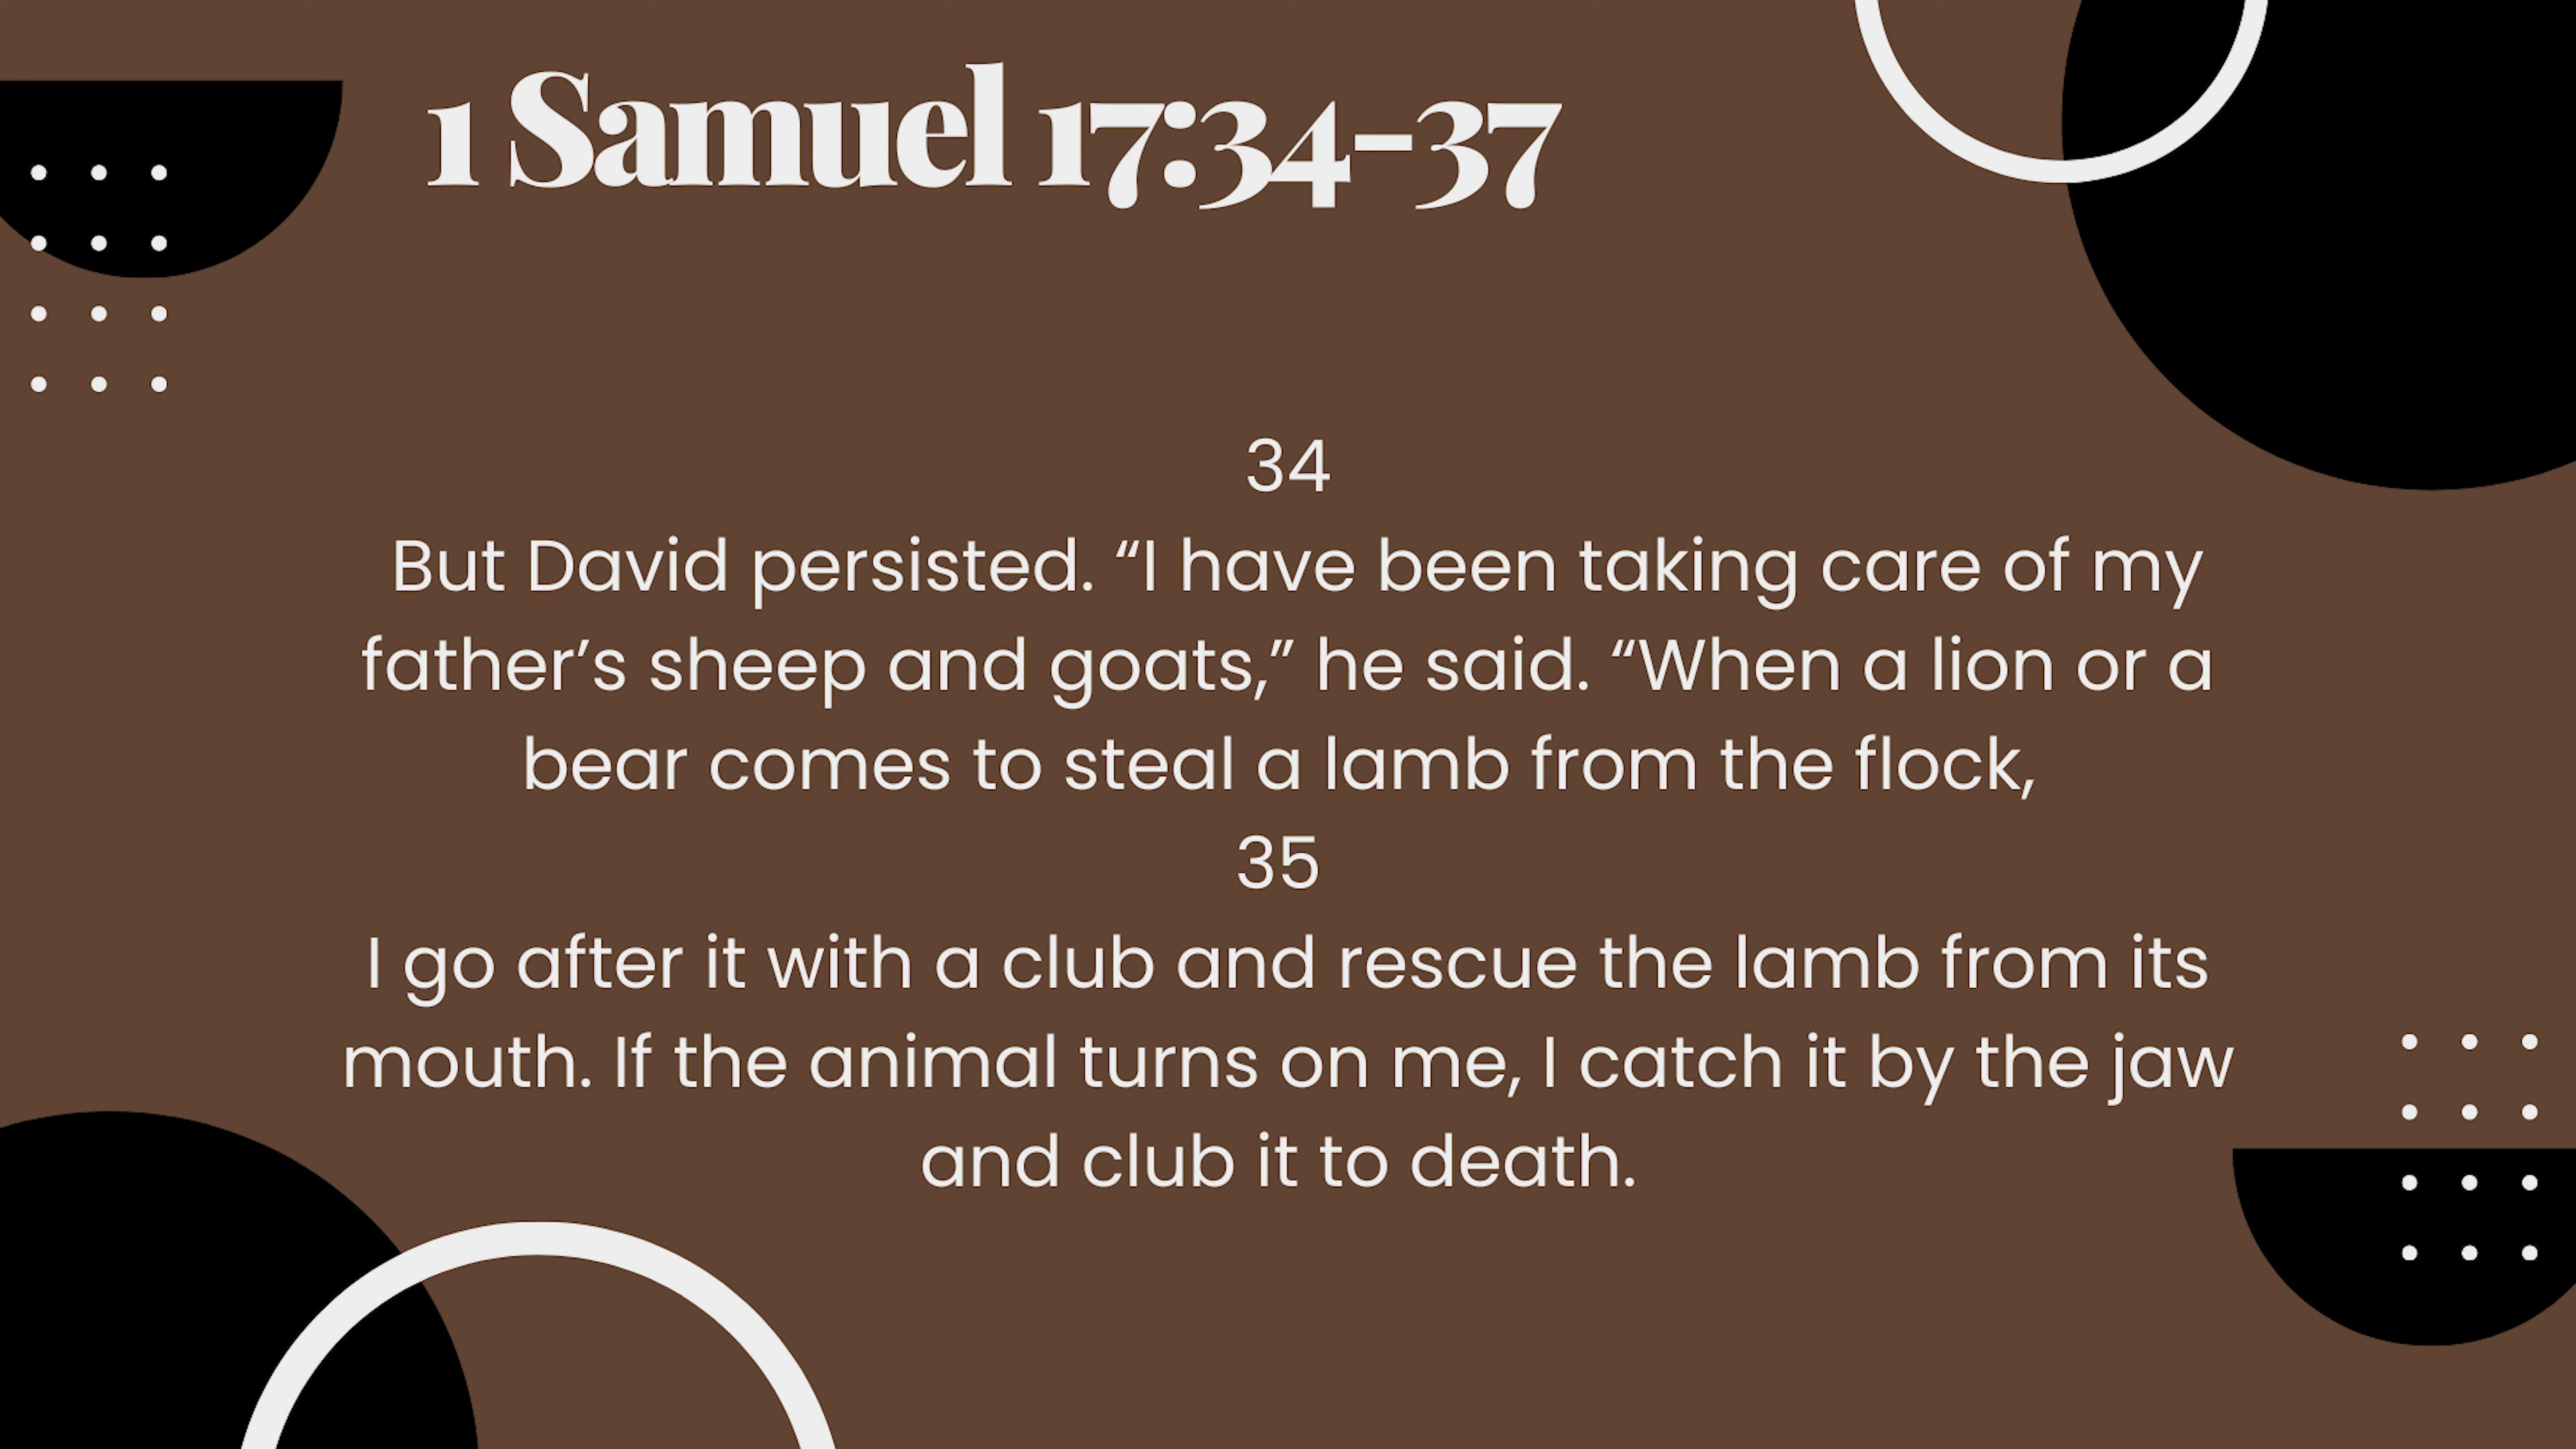 1 Samuel 17:34-37
34
But David persisted. “I have been taking care of my
father’s sheep and goats,” he said. “When a lion or a
bear comes to steal a lamb from the flock,
35
I go after it with a club and rescue the lamb from its
mouth. If the animal turns on me, I catch it by the jaw
and club it to death.